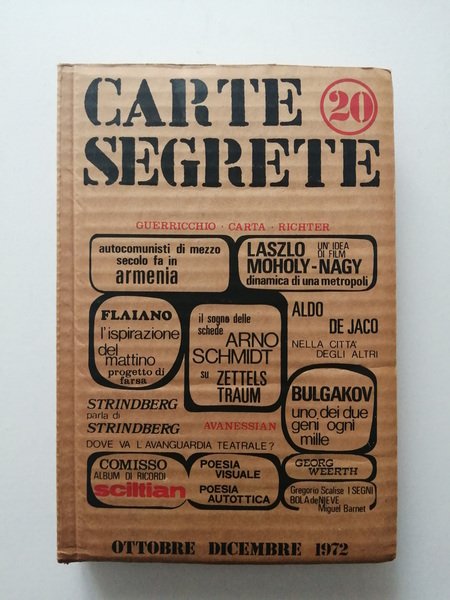 CARTE 20
SEGRETE
GUERRICCHIO · CARTA · RICHTER
autocomunisti di mezzo
secolo fa in
armenia
LASZLO UN'IDEA DI FILM
MOHOLY-NAGY
dinamica di una metropoli
FLAIANO
l'ispirazione
del
mattino
progetto di
farsa
il sogno delle
schede
ARNO
SCHMIDT
su ZETTELS
TRAUM
ALDO
DE JACO
NELLA CITTA'
DEGLI ALTRI
BULGAKOV
uno dei due
geni ogni
mille
STRINDBERG
parla di
STRINDBERG
AVANESSIAN
DOVE VA L'AVANGUARDIA TEATRALE?
COMISSO
ALBUM DI RICORDI
sciltian
POESIA
VISUALE
POESIA
AUTOTTICA
GEORG
WEERTH
Gregorio Scalise I SEGNI
BOLA de NIEVE
Miguel Barnet
OTTOBRE DICEMBRE 1972